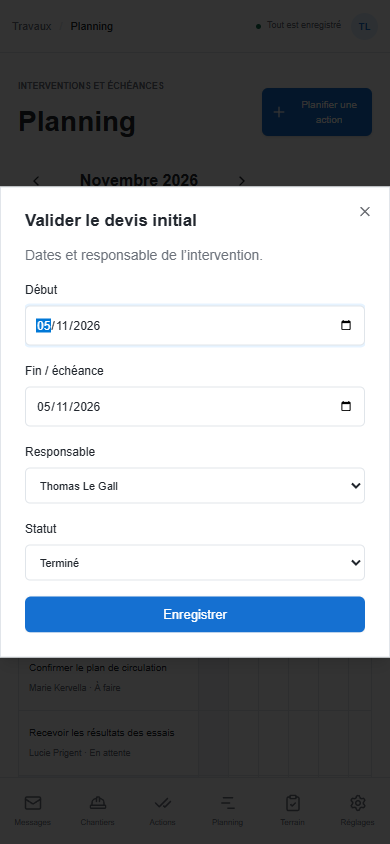 Travaux Planning Tout est enregistré TL
INTERVENTIONS ET ÉCHÉANCES
Planning
Planifier une
action
Novembre 2026
Valider le devis initial
Dates et responsable de l'intervention.
Début
05/11/2026
Fin / échéance
05/11/2026
Responsable
Thomas Le Gall
Statut
Terminé
Enregistrer
Confirmer le plan de circulation
Marie Kervella · À faire
Recevoir les résultats des essais
Lucie Frigent · En attente
Messages Chantiers Actions Planning Terrain Réglages